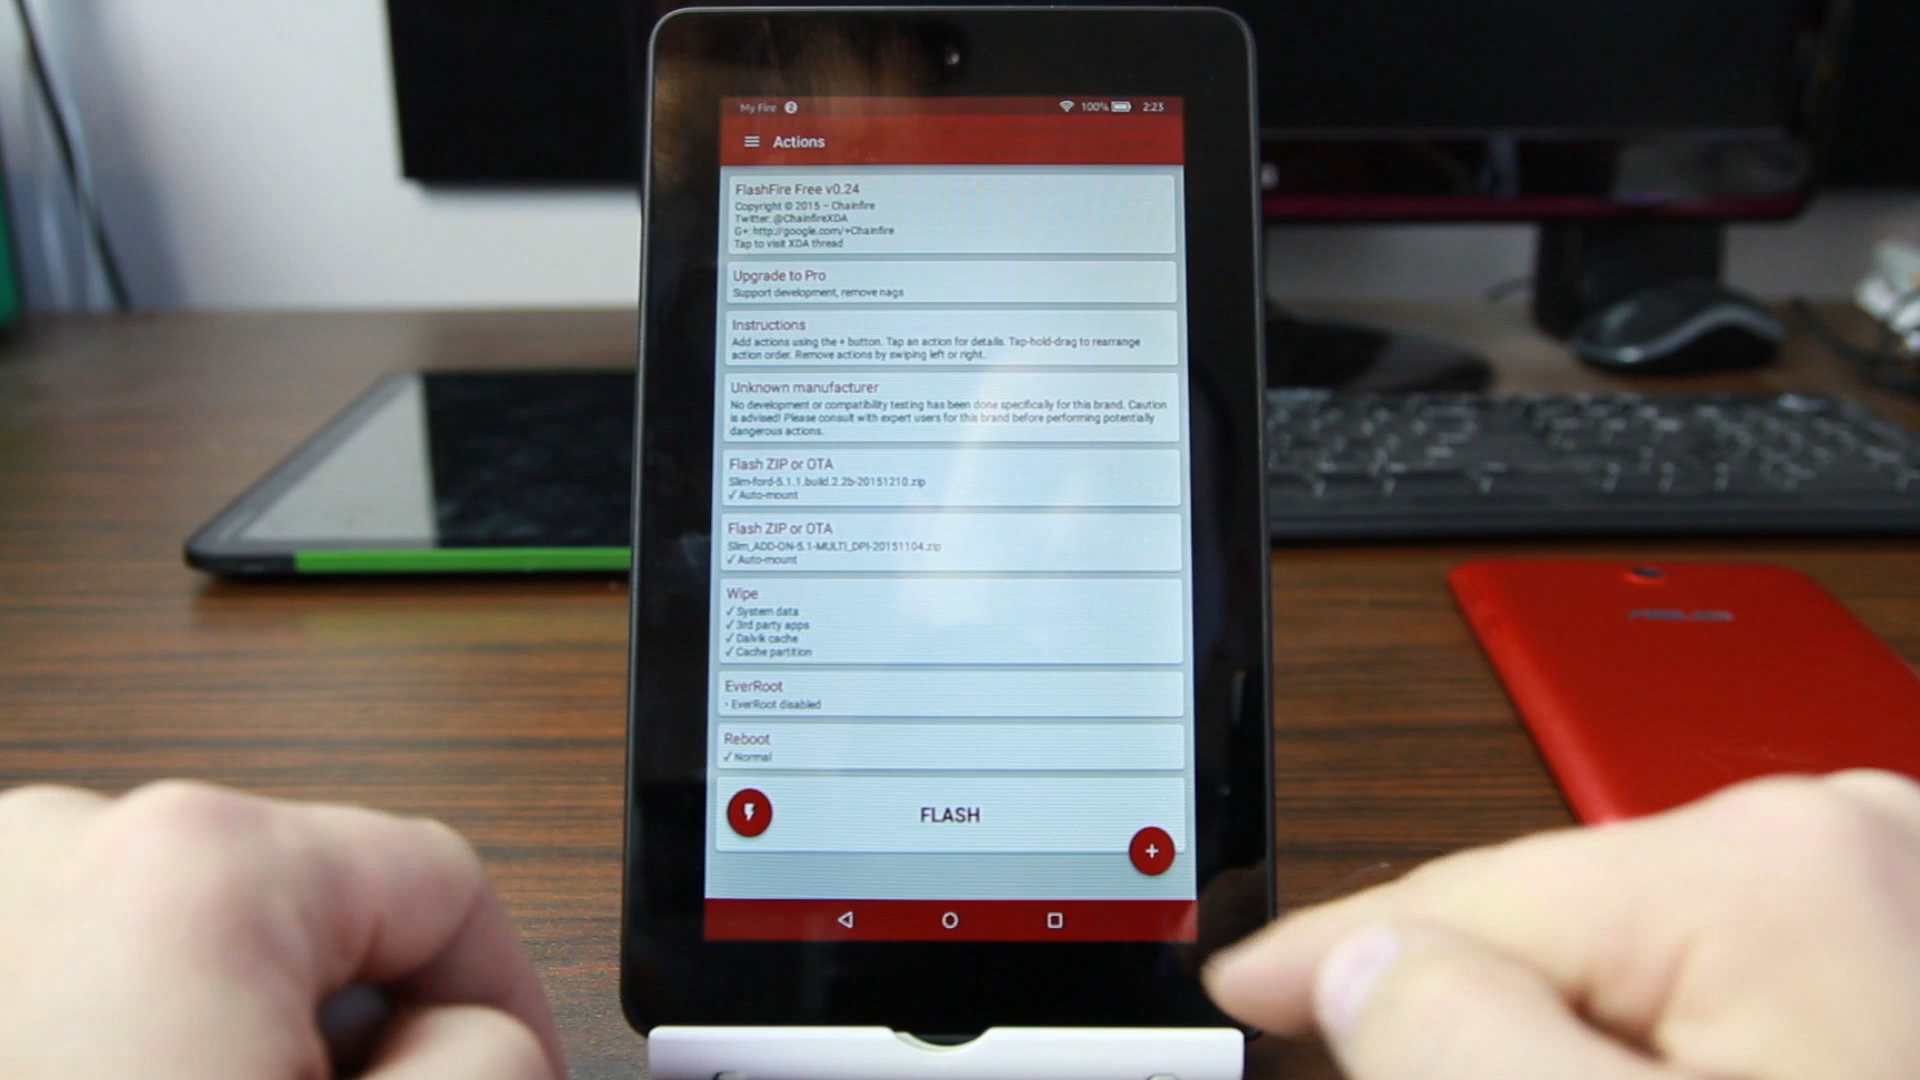 My Fire 2 100% 2:23
Actions
FlashFire Free v0.24
Copyright © 2015 – Chainfire
Twitter: @ChainfireXDA
G+: http://google.com/+Chainfire
Tap to visit XDA thread
Upgrade to Pro
Support development, remove nags
Instructions
Add actions using the + button. Tap an action for details. Tap-hold-drag to rearrange
action order. Remove actions by swiping left or right.
Unknown manufacturer
No development or compatibility testing has been done specifically for this brand. Caution
is advised! Please consult with expert users for this brand before performing potentially
dangerous actions.
Flash ZIP or OTA
Slim-ford-5.1.1.build.2.2b-20151210.zip
✓ Auto-mount
Flash ZIP or OTA
Slim_ADD-ON-5.1-MULTI_DPI-20151104.zip
✓ Auto-mount
Wipe
✓ System data
✓ 3rd party apps
✓ Dalvik cache
✓ Cache partition
EverRoot
- EverRoot disabled
Reboot
✓ Normal
FLASH
+
ASUS